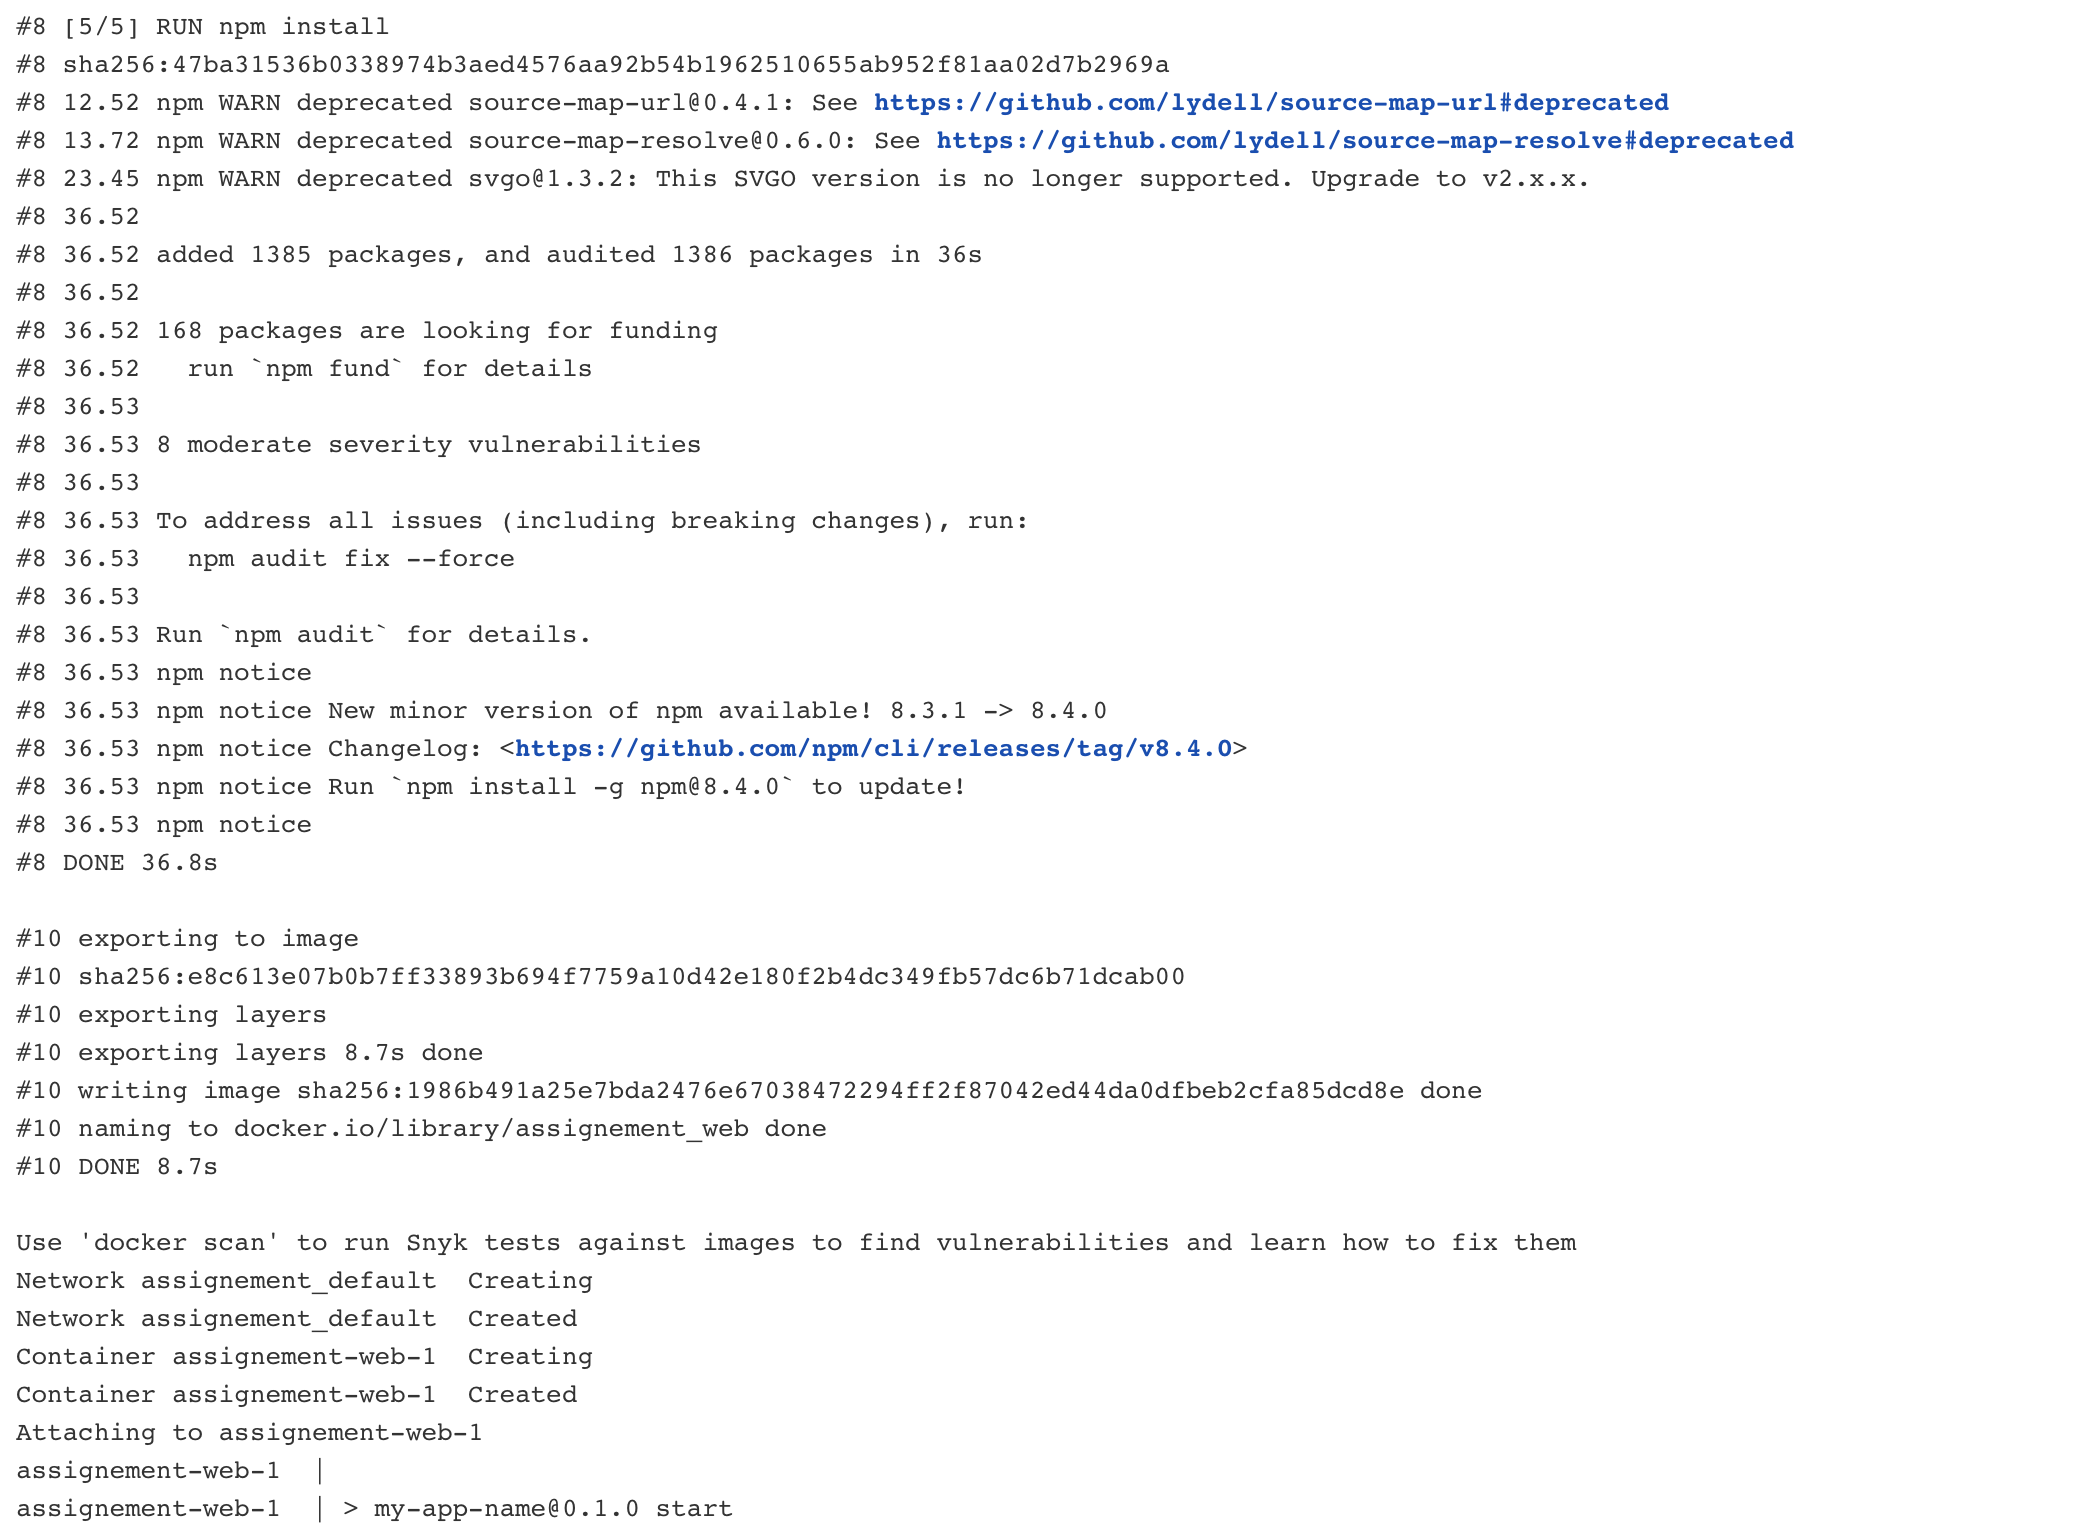 #8 [5/5] RUN npm install
#8 sha256:47ba31536b0338974b3aed4576aa92b54b1962510655ab952f81aa02d7b2969a
#8 12.52 npm WARN deprecated source-map-url@0.4.1: See https://github.com/lydell/source-map-url#deprecated
#8 13.72 npm WARN deprecated source-map-resolve@0.6.0: See https://github.com/lydell/source-map-resolve#deprecated
#8 23.45 npm WARN deprecated svgo@1.3.2: This SVGO version is no longer supported. Upgrade to v2.x.x.
#8 36.52
#8 36.52 added 1385 packages, and audited 1386 packages in 36s
#8 36.52
#8 36.52 168 packages are looking for funding
#8 36.52   run `npm fund` for details
#8 36.53
#8 36.53 8 moderate severity vulnerabilities
#8 36.53
#8 36.53 To address all issues (including breaking changes), run:
#8 36.53   npm audit fix --force
#8 36.53
#8 36.53 Run `npm audit` for details.
#8 36.53 npm notice
#8 36.53 npm notice New minor version of npm available! 8.3.1 -> 8.4.0
#8 36.53 npm notice Changelog: <https://github.com/npm/cli/releases/tag/v8.4.0>
#8 36.53 npm notice Run `npm install -g npm@8.4.0` to update!
#8 36.53 npm notice
#8 DONE 36.8s
#10 exporting to image
#10 sha256:e8c613e07b0b7ff33893b694f7759a10d42e180f2b4dc349fb57dc6b71dcab00
#10 exporting layers
#10 exporting layers 8.7s done
#10 writing image sha256:1986b491a25e7bda2476e67038472294ff2f87042ed44da0dfbeb2cfa85dcd8e done
#10 naming to docker.io/library/assignement_web done
#10 DONE 8.7s
Use 'docker scan' to run Snyk tests against images to find vulnerabilities and learn how to fix them
Network assignement_default  Creating
Network assignement_default  Created
Container assignement-web-1  Creating
Container assignement-web-1  Created
Attaching to assignement-web-1
assignement-web-1  |
assignement-web-1  | > my-app-name@0.1.0 start